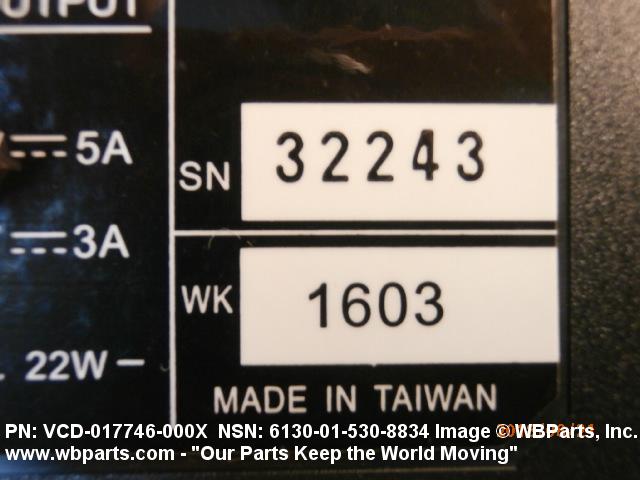 OUTPUT
5A
SN 32243
3A
WK 1603
22W
MADE IN TAIWAN
PN: VCD-017746-000X NSN: 6130-01-530-8834 Image © WBParts, Inc.
www.wbparts.com - "Our Parts Keep the World Moving"